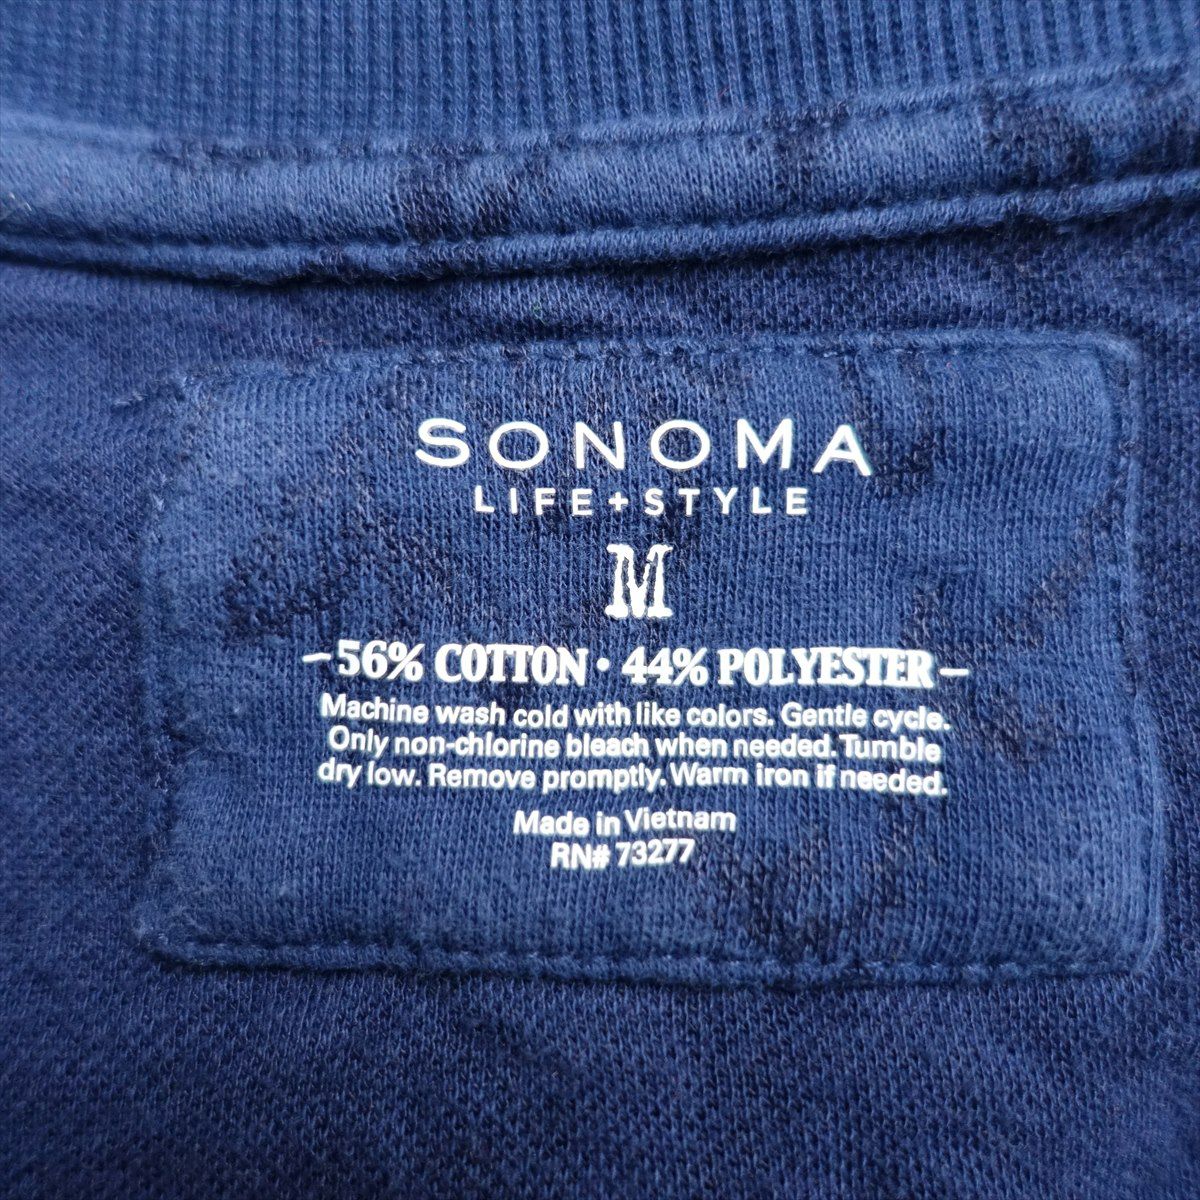 SONOMA
LIFE+STYLE
M
-56% COTTON · 44% POLYESTER-
Machine wash cold with like colors. Gentle cycle.
Only non-chlorine bleach when needed. Tumble
dry low. Remove promptly. Warm iron if needed.
Made in Vietnam
RN# 73277